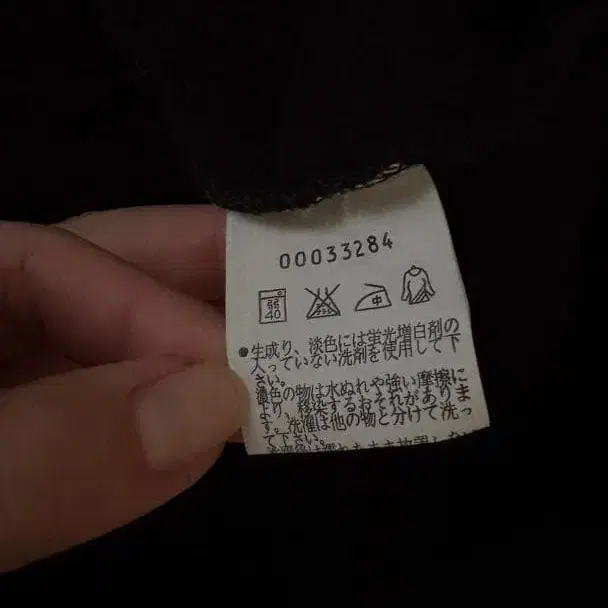 00033284
弱
40
中
●生成り、淡色には蛍光増白剤の
入っていない洗剤を使用して下
さい。
濃色の物は水ぬれや強い摩擦に
より、移染するおそれがありま
す。洗濯は他の物と分けて洗っ
て下さい。